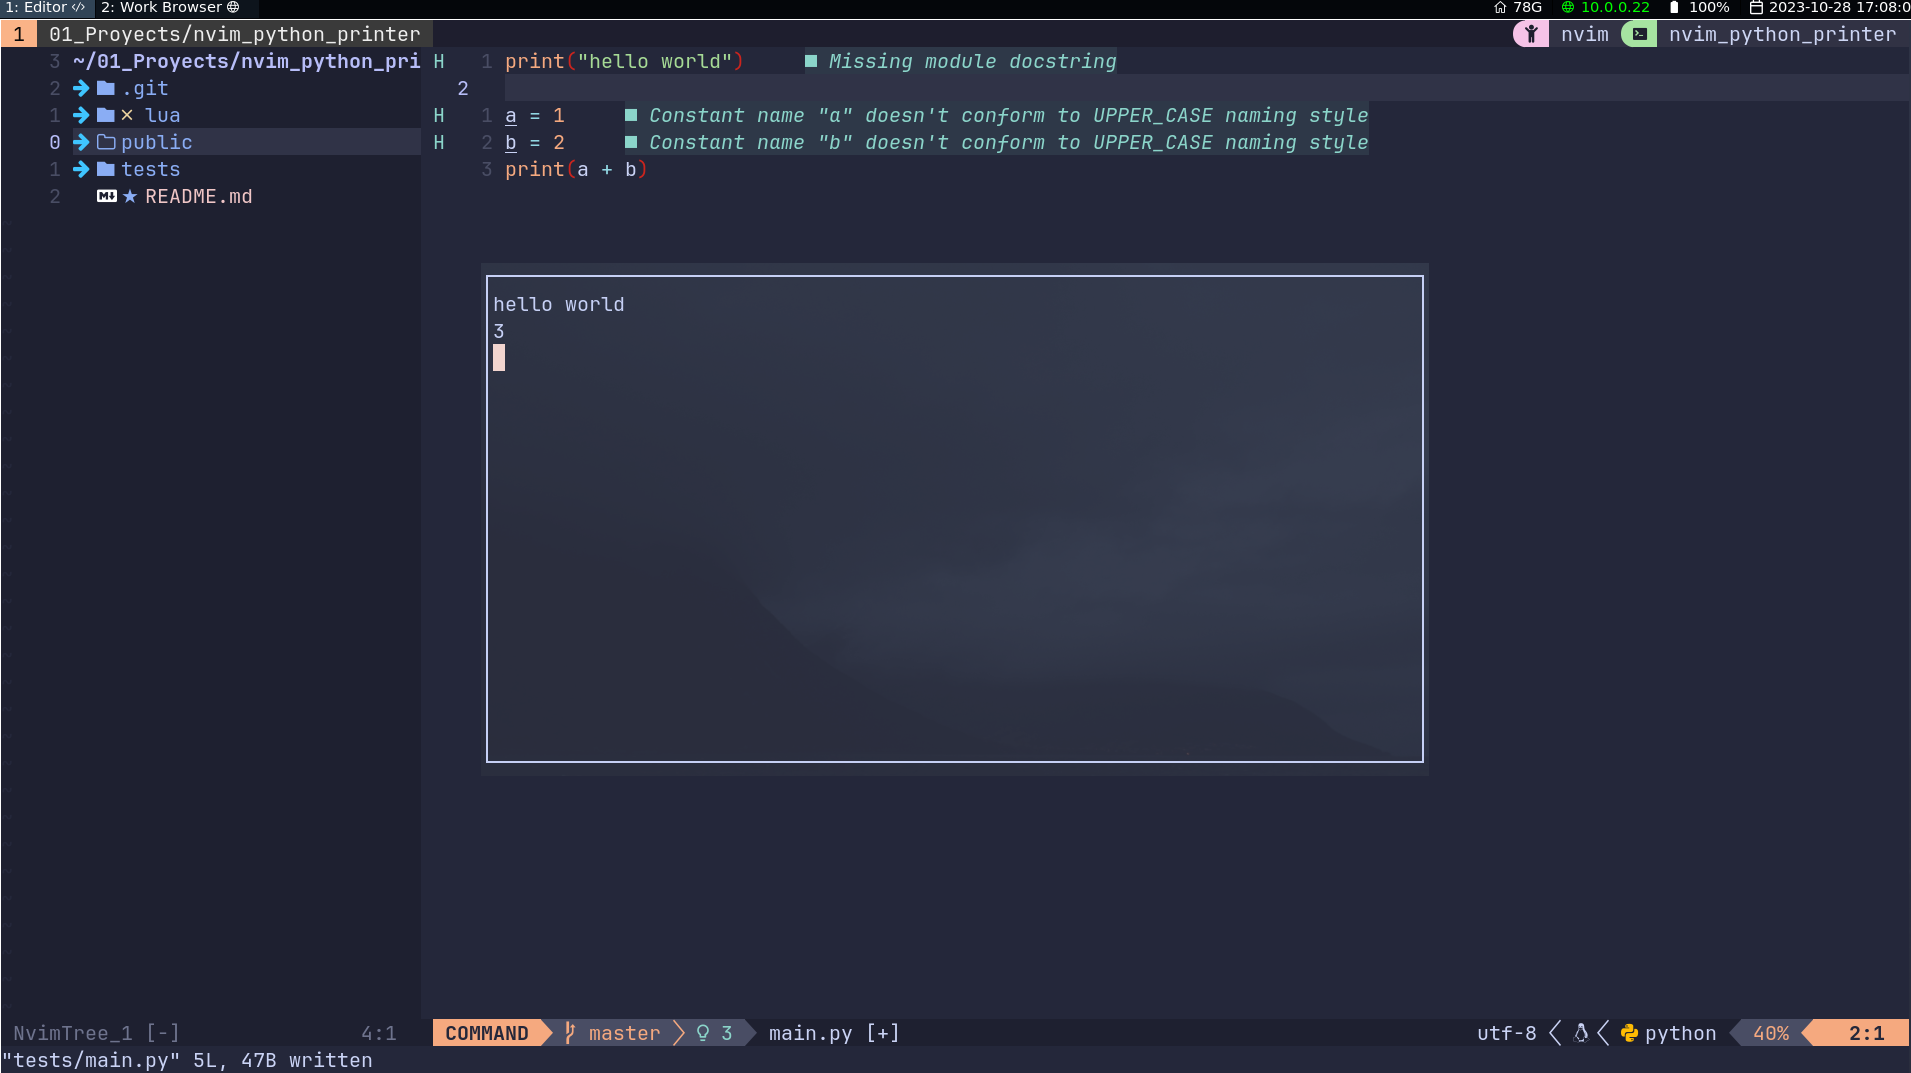 1: Editor 2: Work Browser 78G 10.0.0.22 100% 2023-10-28 17:08:0
1 01_Proyects/nvim_python_printer nvim nvim_python_printer
3 ~/01_Proyects/nvim_python_pri H 1 print("hello world") ■ Missing module docstring
2 .git 2
1 lua H 1 a = 1 ■ Constant name "a" doesn't conform to UPPER_CASE naming style
0 public H 2 b = 2 ■ Constant name "b" doesn't conform to UPPER_CASE naming style
1 tests 3 print(a + b)
2 README.md
hello world
3
NvimTree_1 [-] 4:1 COMMAND master 3 main.py [+] utf-8 python 40% 2:1
"tests/main.py" 5L, 47B written